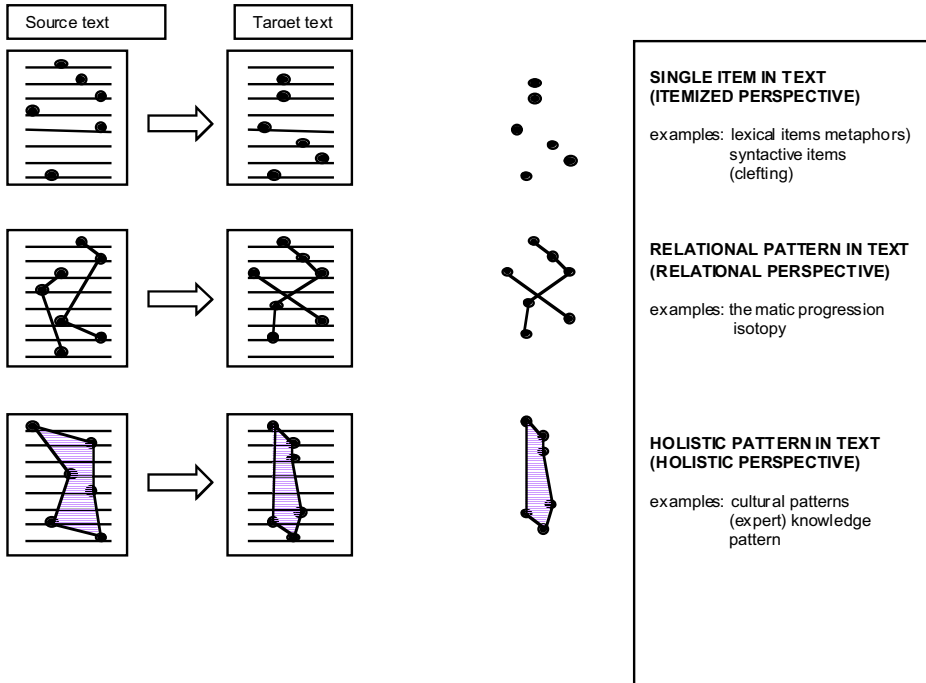 Source text
Target text
SINGLE ITEM IN TEXT
(ITEMIZED PERSPECTIVE)
examples: lexical items metaphors)
syntactive items
(clefting)
RELATIONAL PATTERN IN TEXT
(RELATIONAL PERSPECTIVE)
examples: the matic progression
isotopy
HOLISTIC PATTERN IN TEXT
(HOLISTIC PERSPECTIVE)
examples: cultural patterns
(expert) knowledge
pattern